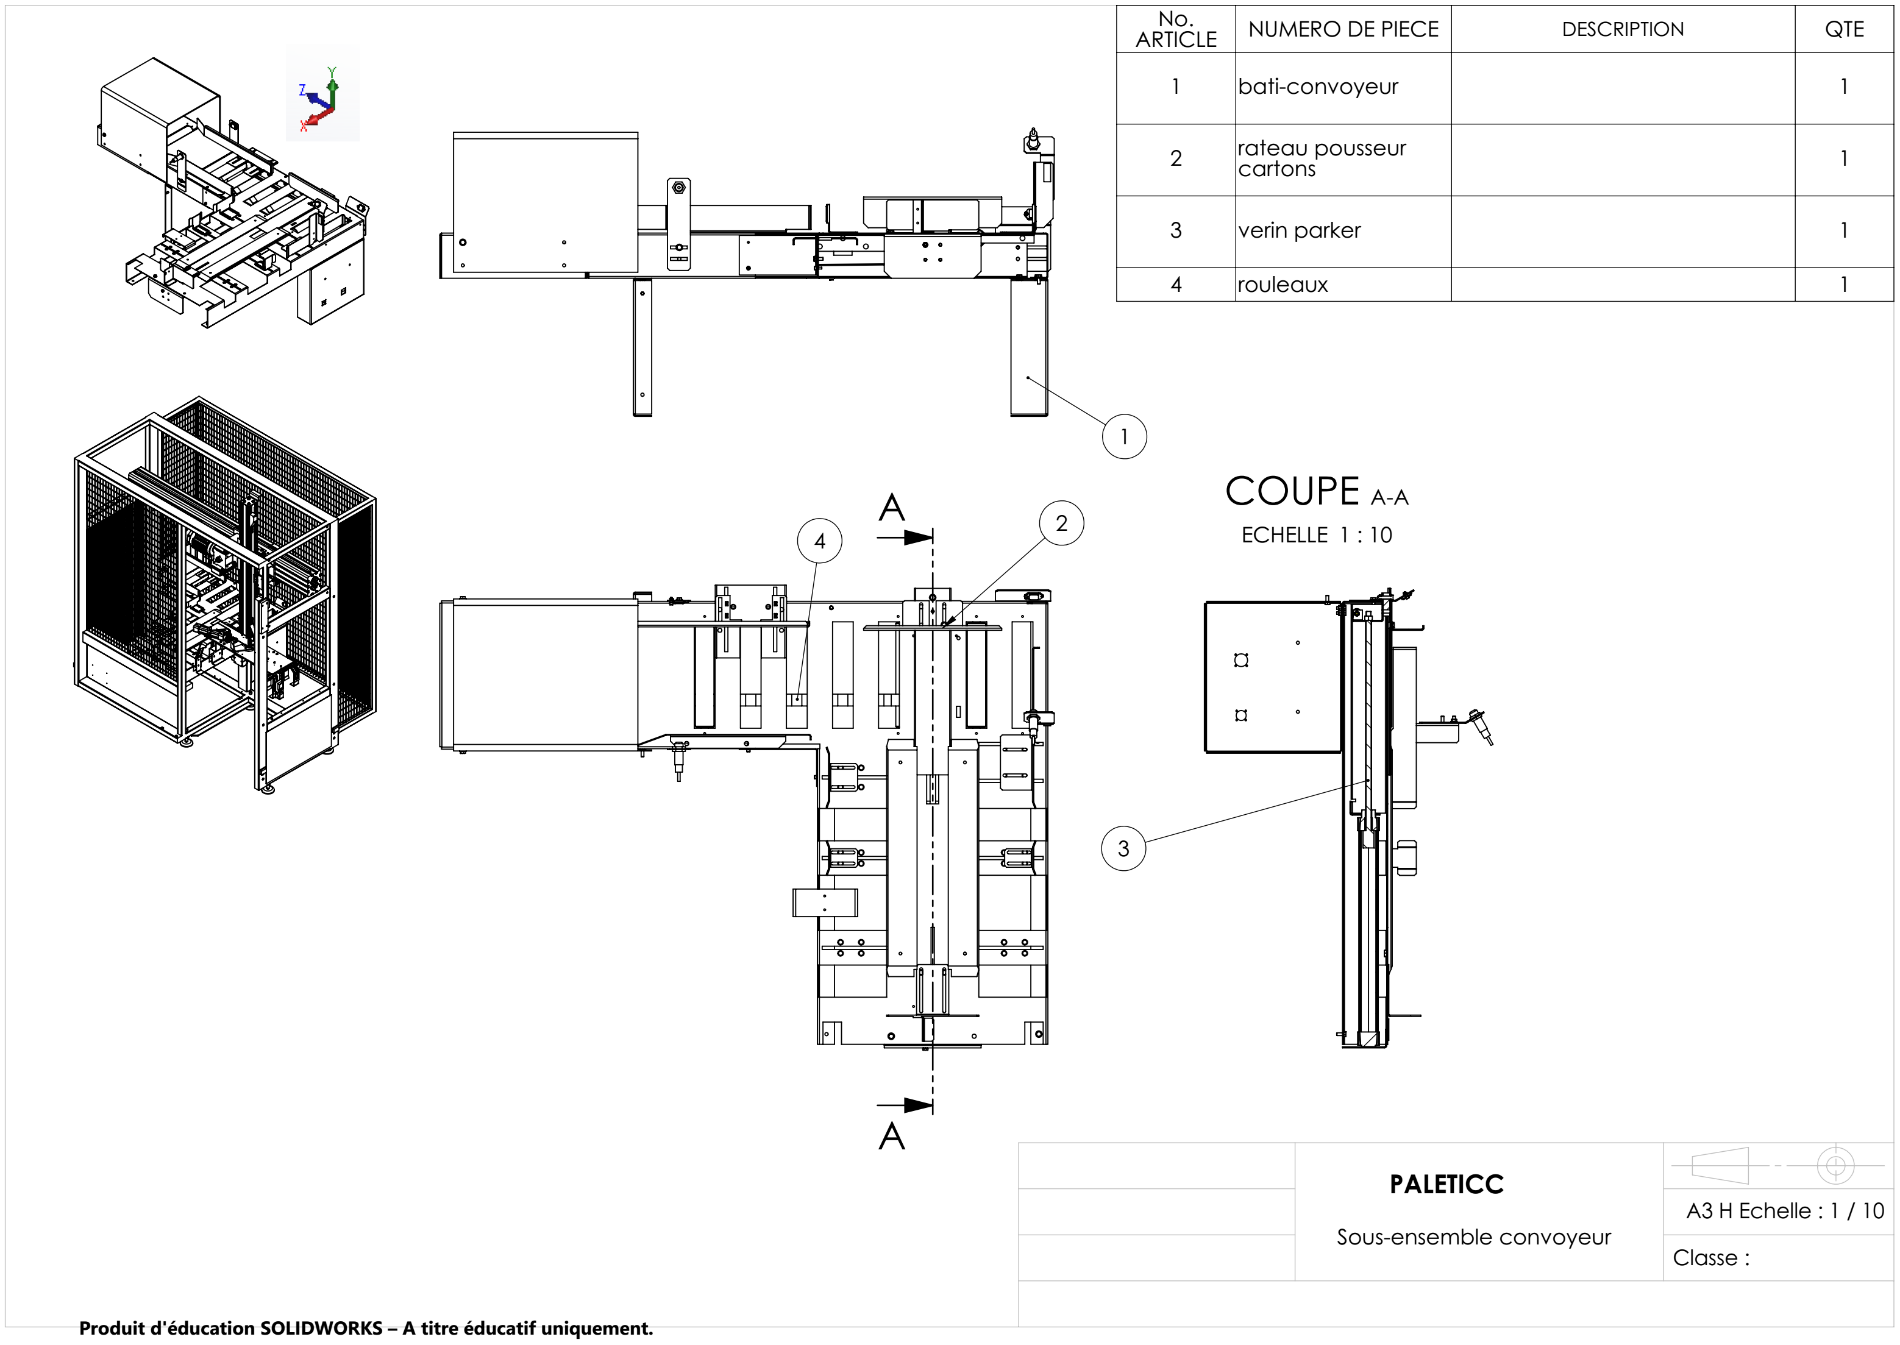 Y
Z
X
No.
ARTICLE
NUMERO DE PIECE
DESCRIPTION
QTE
1
bati-convoyeur
1
2
rateau pousseur
cartons
1
3
verin parker
1
4
rouleaux
1
1
COUPE A-A
ECHELLE 1 : 10
A
2
4
3
A
PALETICC
Sous-ensemble convoyeur
A3 H Echelle : 1 / 10
Classe :
Produit d'éducation SOLIDWORKS – A titre éducatif uniquement.